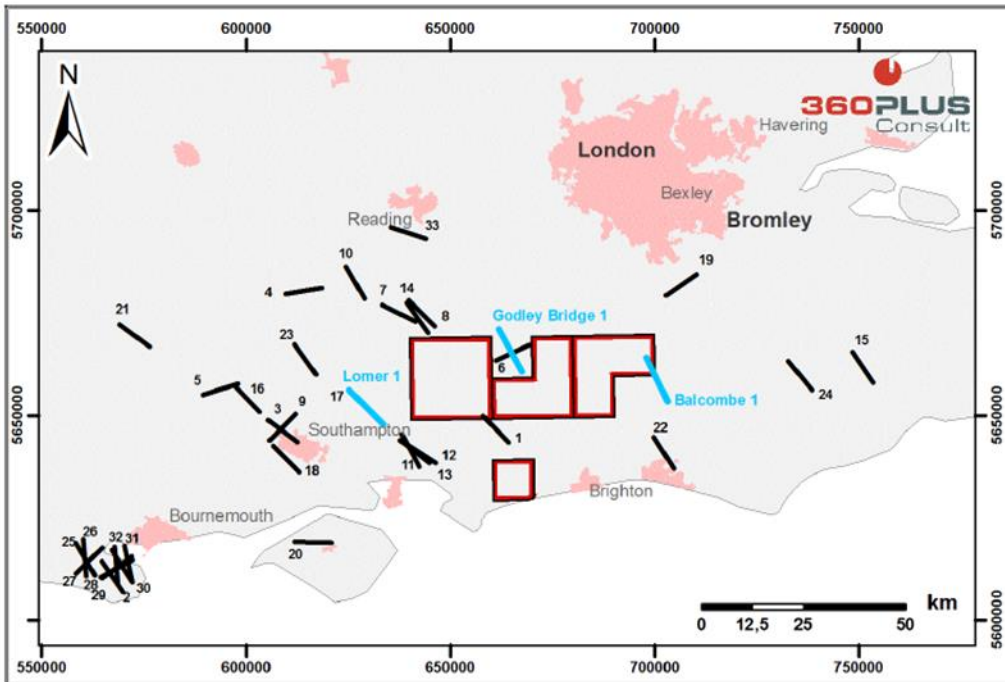 550000 600000 650000 700000 750000
N
360PLUS
Consult
Havering
London
Bexley
5700000
Reading
Bromley
5700000
33
10
19
4
7
14
8
Godley Bridge 1
21
23
15
6
Lomer 1
5
16
17
9
3
24
5650000
Southampton
Balcombe 1
5650000
1
12
22
11
13
18
Brighton
Bournemouth
26
32
31
25
20
27
28
30
29
2
km
0 12,5 25 50
5600000
550000 600000 650000 700000 750000